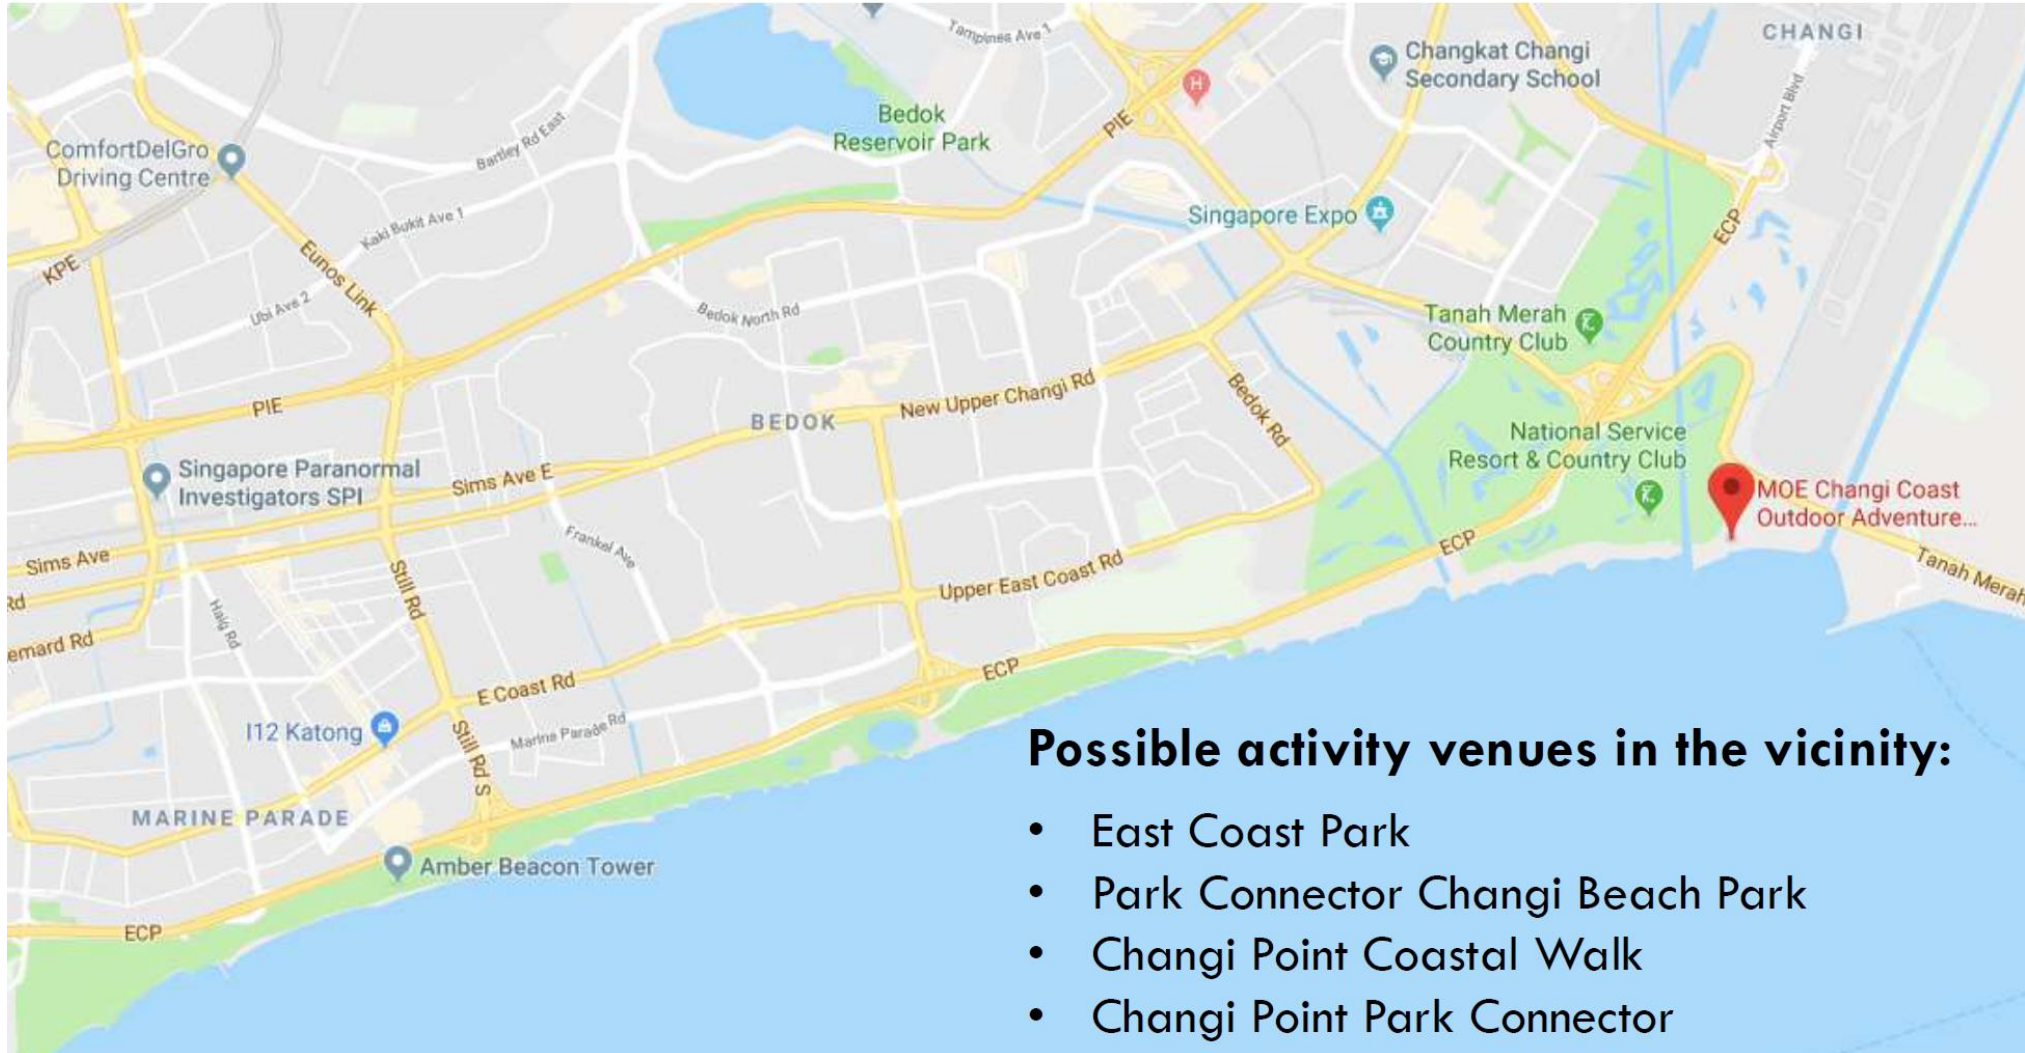 Tampines Ave 1
CHANGI
Changkat Changi
Secondary School
H
PIE
Airport Blvd
Bedok
Reservoir Park
Bartley Rd East
ComfortDelGro
Driving Centre
Kaki Bukit Ave 1
Singapore Expo
ECP
KPE
Eunos Link
Ubi Ave 2
Bedok North Rd
Tanah Merah
Country Club
PIE
BEDOK
New Upper Changi Rd
Bedok Rd
National Service
Resort & Country Club
Singapore Paranormal
Investigators SPI
Sims Ave E
MOE Changi Coast
Outdoor Adventure...
Sims Ave
Frankel Ave
ECP
Tanah Merah
Still Rd
Upper East Coast Rd
Rd
Haig Rd
emard Rd
ECP
E Coast Rd
I12 Katong
Marine Parade Rd
Still Rd S
MARINE PARADE
Amber Beacon Tower
ECP
Possible activity venues in the vicinity:
• East Coast Park
• Park Connector Changi Beach Park
• Changi Point Coastal Walk
• Changi Point Park Connector